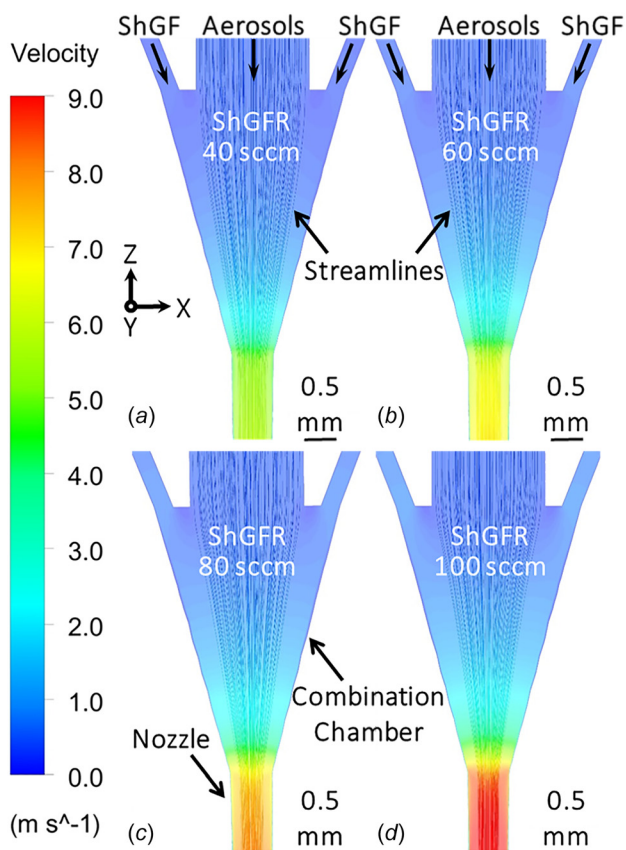 ShGF Aerosols ShGF Aerosols ShGF
Velocity
9.0
8.0
7.0
6.0
5.0
4.0
3.0
2.0
1.0
0.0
(m s^-1)
ShGFR
40 sccm
ShGFR
60 sccm
Streamlines
Z
X
Y
(a)
0.5
mm
(b)
0.5
mm
ShGFR
80 sccm
ShGFR
100 sccm
Combination
Chamber
Nozzle
(c)
0.5
mm
(d)
0.5
mm